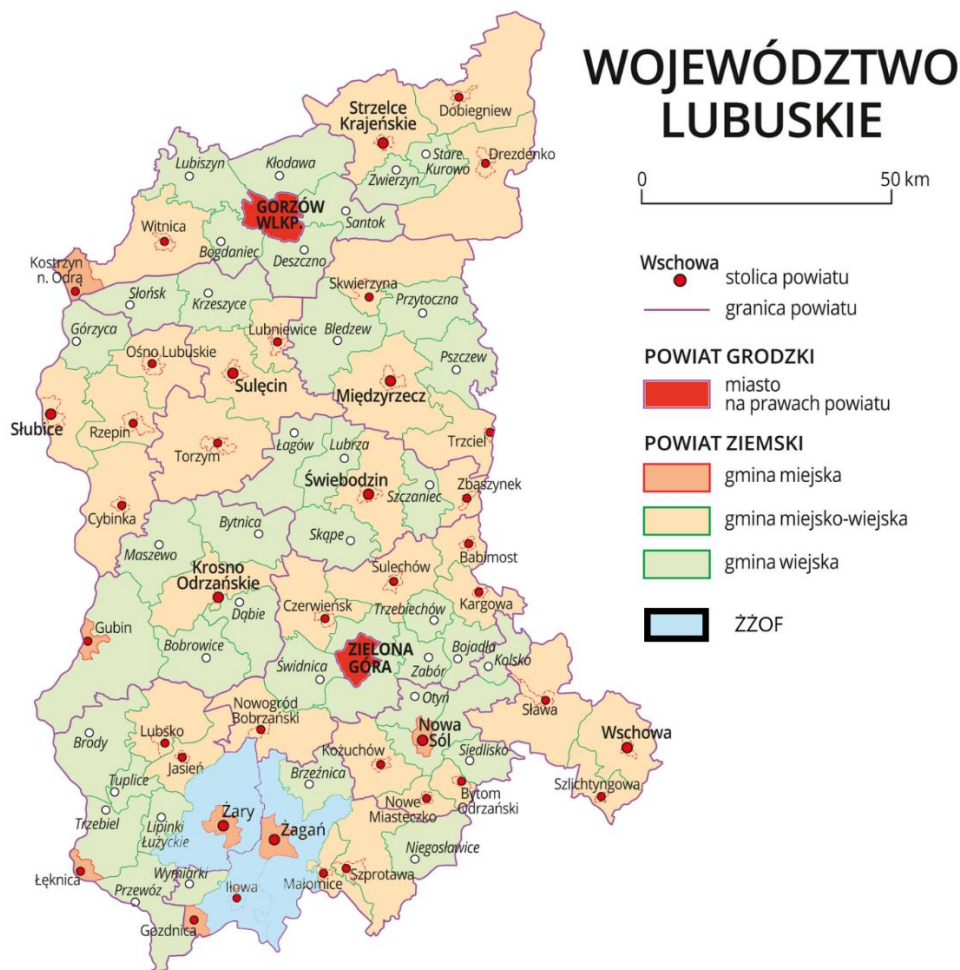 WOJEWÓDZTWO
LUBUSKIE
0 50 km
Wschowa
stolica powiatu
granica powiatu
POWIAT GRODZKI
miasto
na prawach powiatu
POWIAT ZIEMSKI
gmina miejska
gmina miejsko-wiejska
gmina wiejska
ŻŻOF
Strzelce
Krajeńskie
Dobiegniew
Drezdenko
Stare
Kurowo
Zwierzyn
Lubiszyn
Kłodawa
GORZÓW
WLKP.
Santok
Witnica
Bogdaniec
Deszczno
Kostrzyn
n. Odrą
Słońsk
Krzeszyce
Skwierzyna
Przytoczna
Górzyca
Lubniewice
Bledzew
Pszczew
Ośno Lubuskie
Sulęcin
Międzyrzecz
Słubice
Rzepin
Torzym
Łagów
Lubrza
Trzciel
Świebodzin
Szczaniec
Zbąszynek
Cybinka
Bytnica
Skąpe
Maszewo
Babimost
Krosno
Odrzańskie
Sulechów
Dąbie
Czerwieńsk
Trzebiechów
Kargowa
Gubin
Bobrowice
ZIELONA
GÓRA
Świdnica
Zabór
Bojadła
Kolsko
Otyń
Sława
Nowogród
Bobrzański
Nowa
Sól
Wschowa
Brody
Lubsko
Jasień
Kożuchów
Siedlisko
Szlichtyngowa
Brzeźnica
Bytom
Odrzański
Nowe
Miasteczko
Tuplice
Trzebiel
Lipinki
Łużyckie
Żary
Żagań
Niegosławice
Łęknica
Przewóz
Wymiarki
Iłowa
Małomice
Szprotawa
Gozdnica